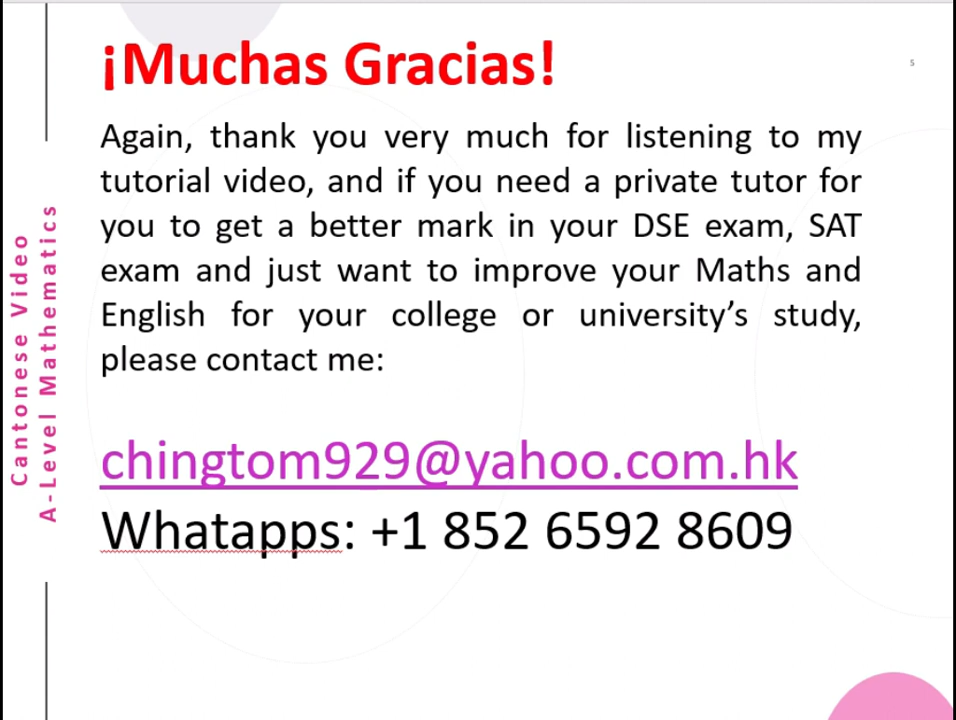 ¡Muchas Gracias!
5
Again, thank you very much for listening to my
tutorial video, and if you need a private tutor for
you to get a better mark in your DSE exam, SAT
exam and just want to improve your Maths and
English for your college or university’s study,
please contact me:
chingtom929@yahoo.com.hk
Whatapps: +1 852 6592 8609
Cantonese Video
A-Level Mathematics